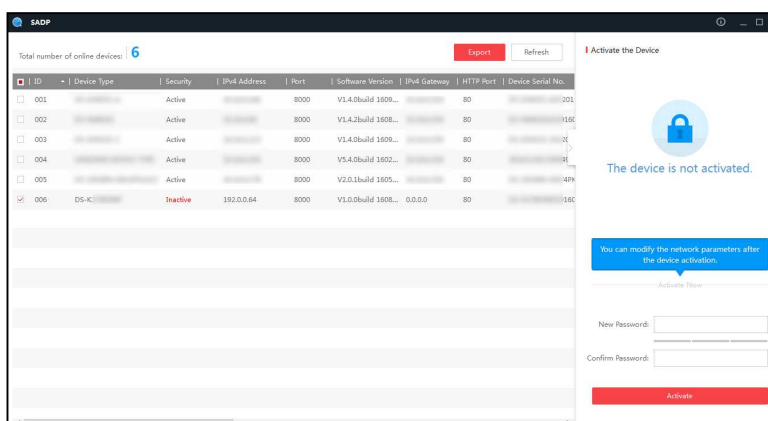 SADP
Total number of online devices: 6
Export
Refresh
ID Device Type Security IPv4 Address Port Software Version IPv4 Gateway HTTP Port Device Serial No.
001 Active 8000 V1.4.0build 1609... 80 201
002 Active 8000 V1.4.2build 1608... 80 160
003 Active 8000 V1.4.0build 1609... 80
004 Active 8000 V5.4.0build 1602... 80
005 Active 8000 V2.0.1build 1605... 80 4PK
006 DS-K Inactive 192.0.0.64 8000 V1.0.0build 1608... 0.0.0.0 80 160
Activate the Device
The device is not activated.
You can modify the network parameters after
the device activation.
Activate Now
New Password:
Confirm Password:
Activate